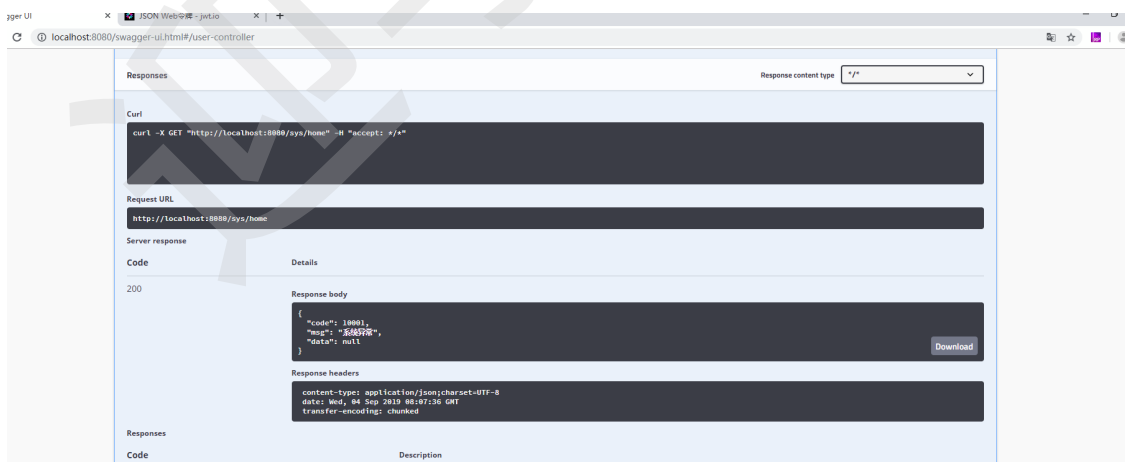 gger UI
JSON Web令牌 - jwt.io
localhost:8080/swagger-ui.html#/user-controller
Responses
Response content type
*/*
Curl
curl -X GET "http://localhost:8080/sys/home" -H "accept: */*"
Request URL
http://localhost:8080/sys/home
Server response
Code
Details
200
Response body
{
"code": 10001,
"msg": "系统异常",
"data": null
}
Download
Response headers
content-type: application/json;charset=UTF-8
date: Wed, 04 Sep 2019 08:07:36 GMT
transfer-encoding: chunked
Responses
Code
Description